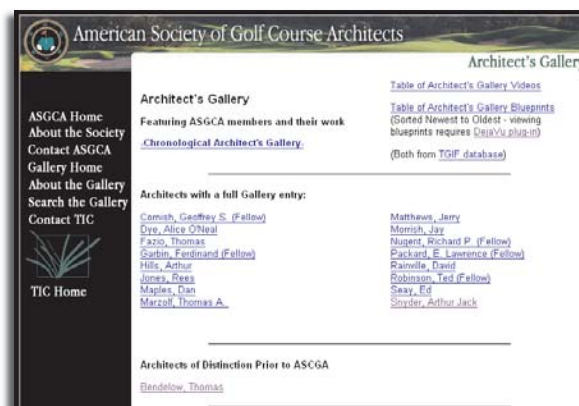 American Society of Golf Course Architects
Architect's Gallery
ASGCA Home
About the Society
Contact ASGCA
Gallery Home
About the Gallery
Search the Gallery
Contact TIC
TIC Home
Architect's Gallery
Featuring ASGCA members and their work
Chronological Architect's Gallery
Table of Architect's Gallery Videos
Table of Architect's Gallery Blueprints
(Sorted Newest to Oldest - viewing
blueprints requires DejaVu plug-in)
(Both from TGIF database)
Architects with a full Gallery entry:
Cornish, Geoffrey S. (Fellow)
Dye, Alice O'Neal
Fazio, Thomas
Garbin, Ferdinand (Fellow)
Hills, Arthur
Jones, Rees
Maples, Dan
Marzolf, Thomas A.
Matthews, Jerry
Morrish, Jay
Nugent, Richard P. (Fellow)
Packard, E. Lawrence (Fellow)
Rainville, David
Robinson, Ted (Fellow)
Seay, Ed
Snyder, Arthur Jack
Architects of Distinction Prior to ASCGA
Bendelow, Thomas